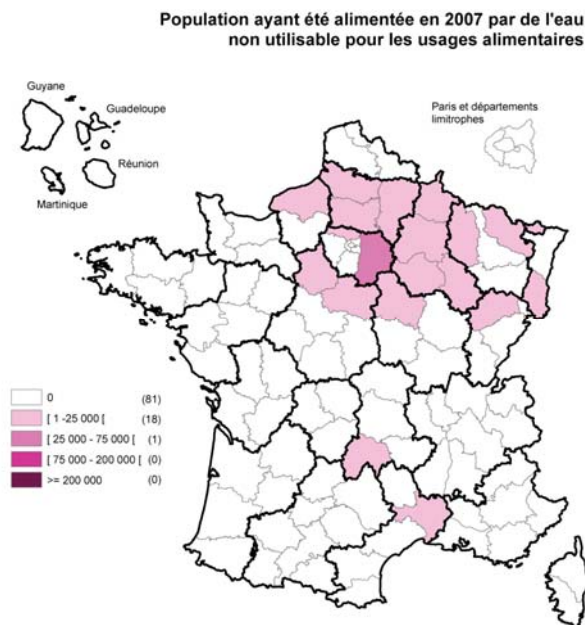 Population ayant été alimentée en 2007 par de l'eau
non utilisable pour les usages alimentaires
Guyane
Guadeloupe
Paris et départements
limitrophes
Réunion
Martinique
0 (81)
[ 1 -25 000 [ (18)
[ 25 000 - 75 000 [ (1)
[ 75 000 - 200 000 [ (0)
>= 200 000 (0)